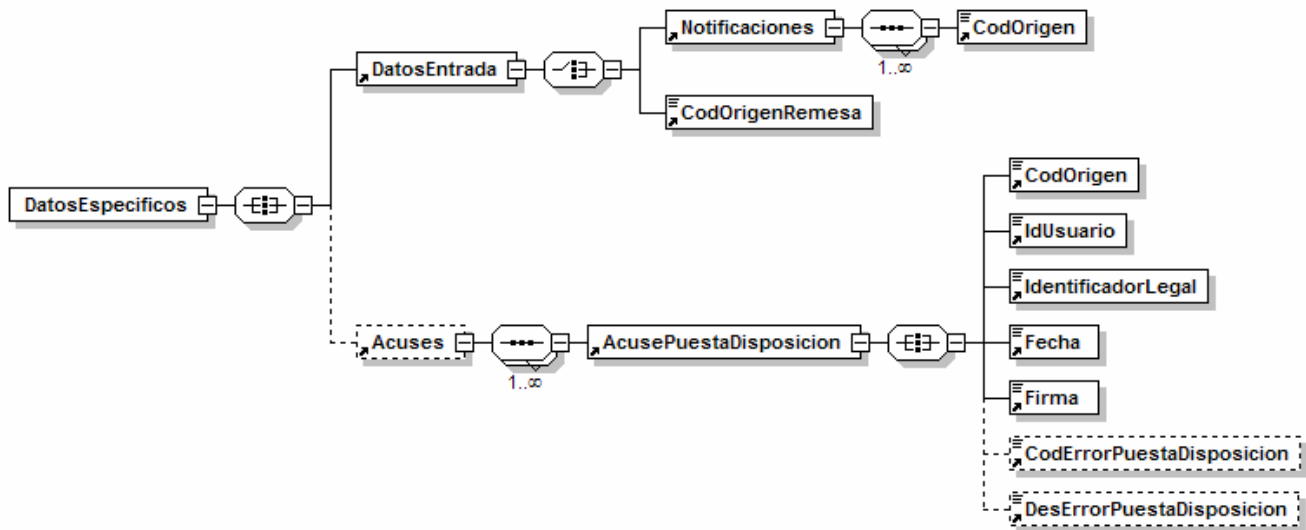 Notificaciones
CodOrigen
1..∞
DatosEntrada
CodOrigenRemesa
DatosEspecificos
CodOrigen
IdUsuario
IdentificadorLegal
Acuses
AcusePuestaDisposicion
Fecha
1..∞
Firma
CodErrorPuestaDisposicion
DesErrorPuestaDisposicion